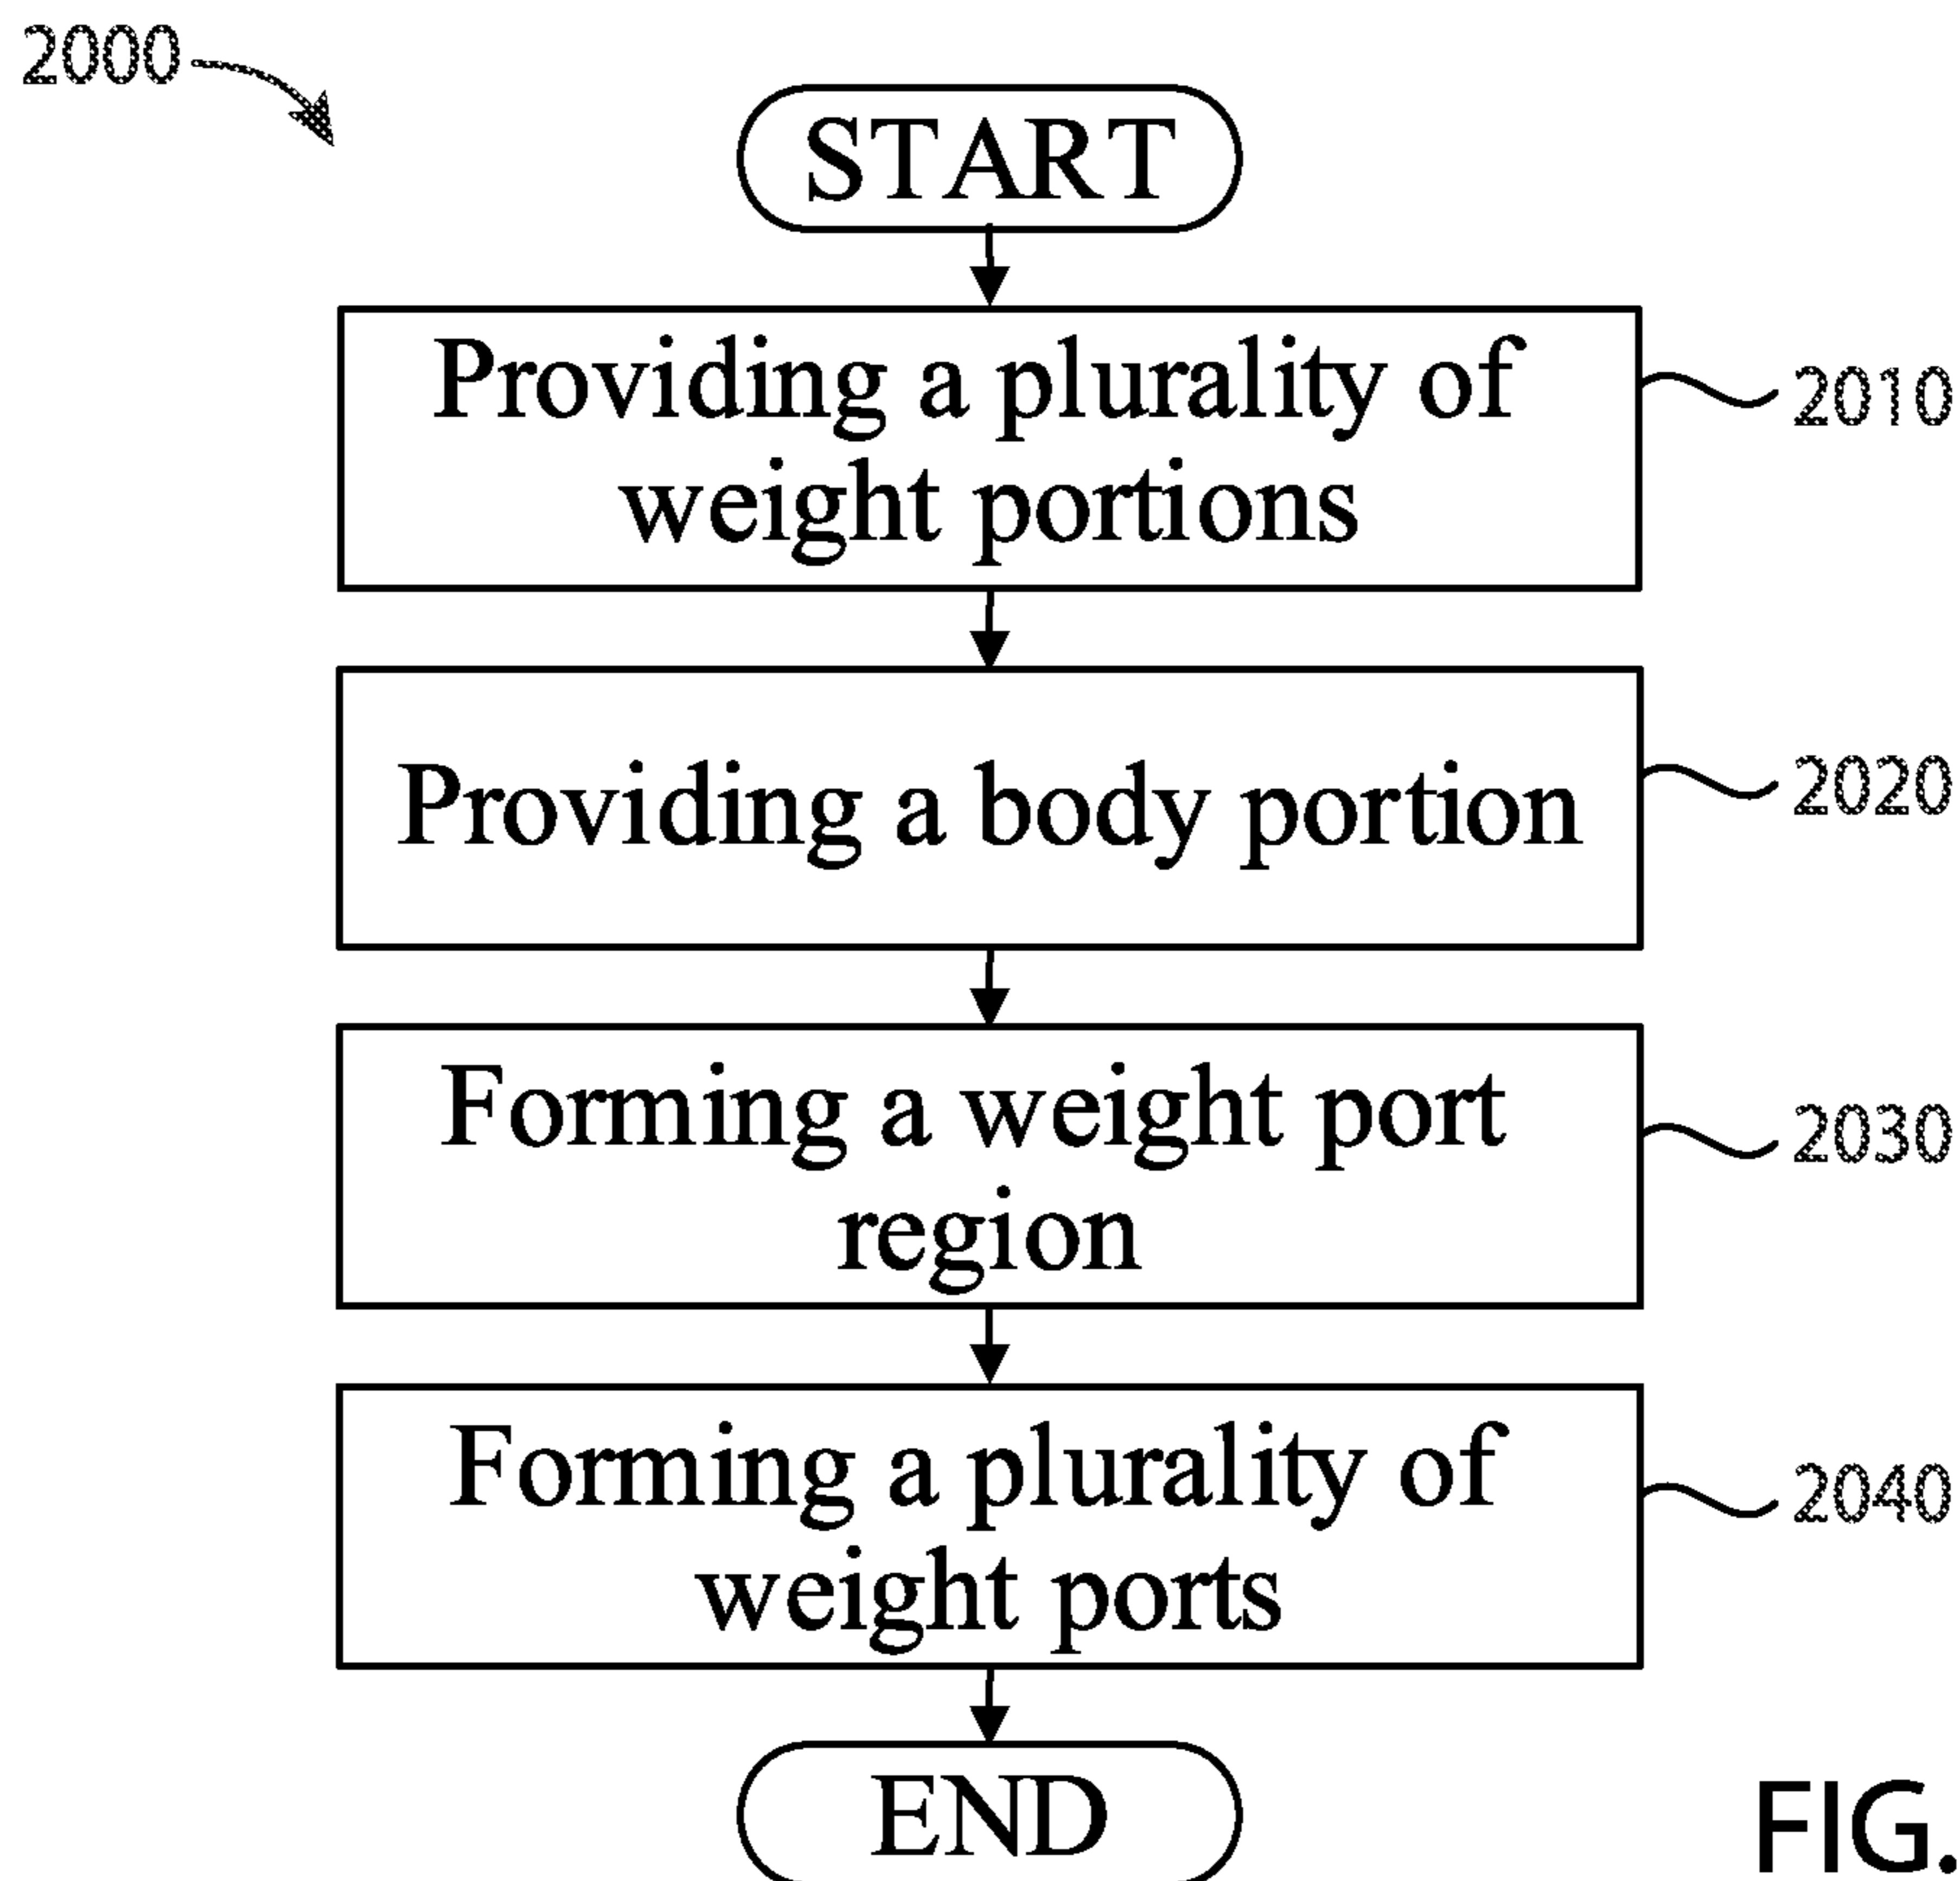 2000
START
Providing a plurality of
weight portions
2010
Providing a body portion
2020
Forming a weight port
region
2030
Forming a plurality of
weight ports
2040
END
FIG.